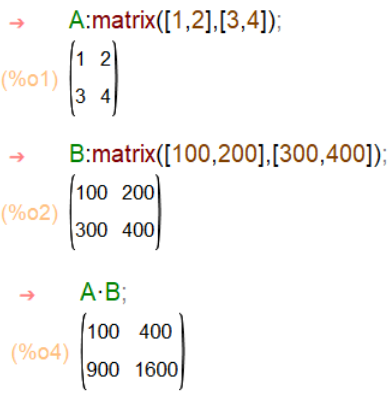 → A:matrix([1,2],[3,4]);
(%o1) (1 2
3 4)
→ B:matrix([100,200],[300,400]);
(%o2) (100 200
300 400)
→ A·B;
(%o4) (100 400
900 1600)